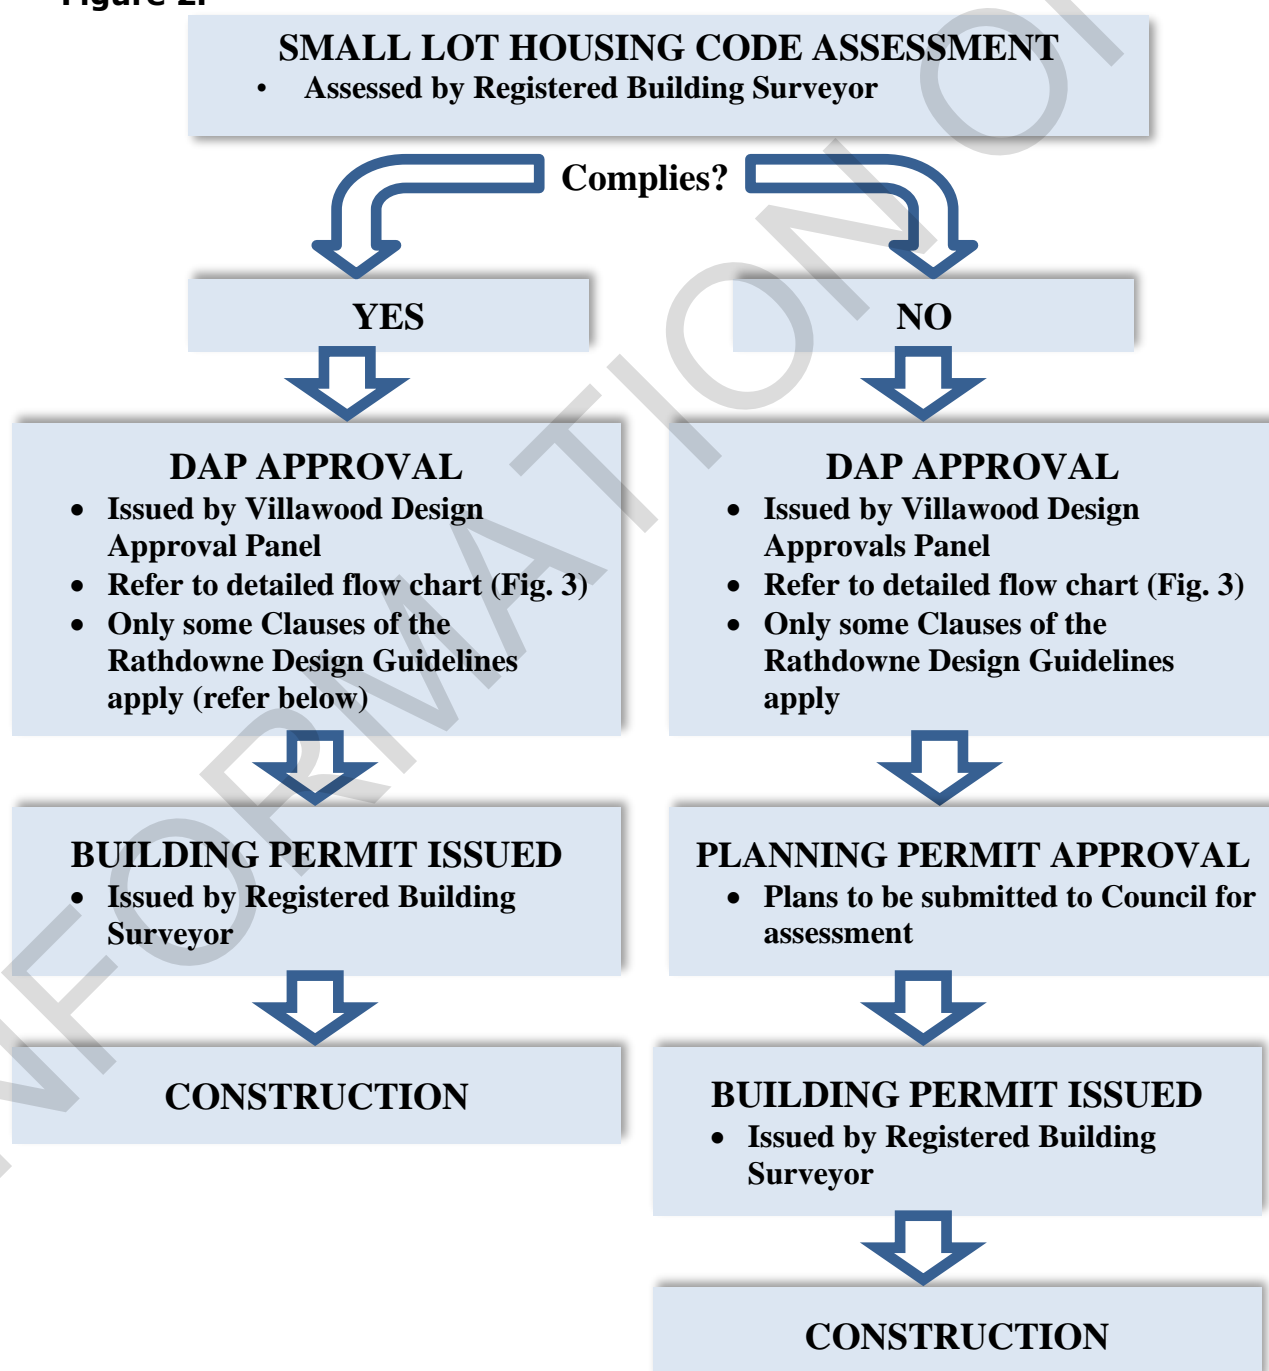 Figure 2.
SMALL LOT HOUSING CODE ASSESSMENT
• Assessed by Registered Building Surveyor
Complies?
YES
NO
DAP APPROVAL
• Issued by Villawood Design
Approval Panel
• Refer to detailed flow chart (Fig. 3)
• Only some Clauses of the
Rathdowne Design Guidelines
apply (refer below)
DAP APPROVAL
• Issued by Villawood Design
Approvals Panel
• Refer to detailed flow chart (Fig. 3)
• Only some Clauses of the
Rathdowne Design Guidelines
apply
BUILDING PERMIT ISSUED
• Issued by Registered Building
Surveyor
PLANNING PERMIT APPROVAL
• Plans to be submitted to Council for
assessment
CONSTRUCTION
BUILDING PERMIT ISSUED
• Issued by Registered Building
Surveyor
CONSTRUCTION
INFORMATION